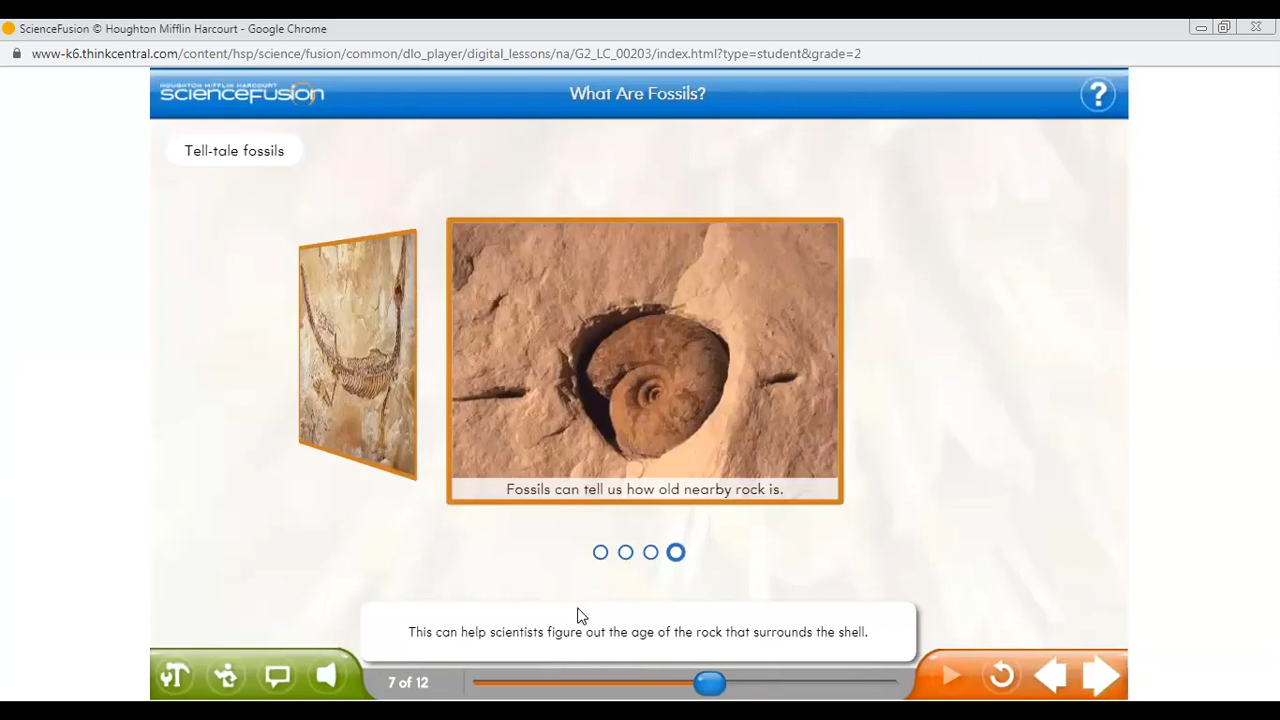 ScienceFusion © Houghton Mifflin Harcourt - Google Chrome
www-k6.thinkcentral.com/content/hsp/science/fusion/common/dlo_player/digital_lessons/na/G2_LC_00203/index.html?type=student&grade=2
HOUGHTON MIFFLIN HARCOURT
SCIENCEFUSION
What Are Fossils?
?
Tell-tale fossils
Fossils can tell us how old nearby rock is.
This can help scientists figure out the age of the rock that surrounds the shell.
7 of 12